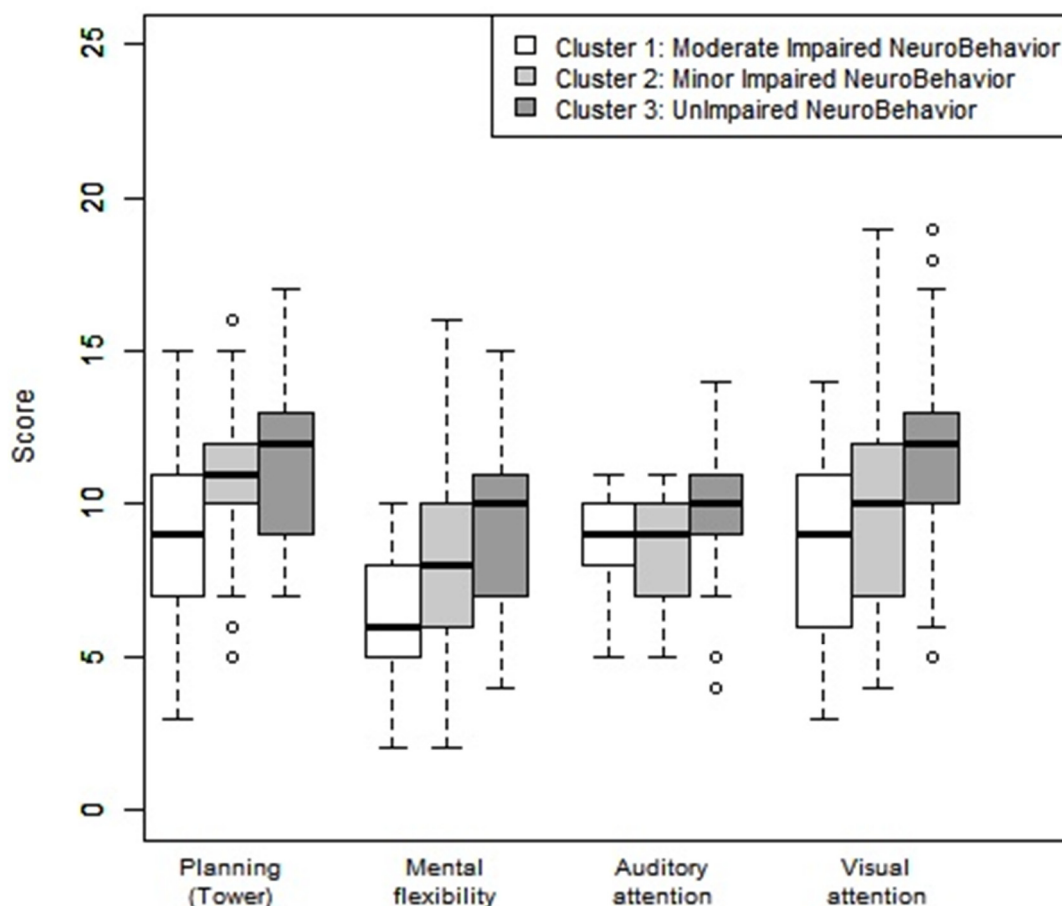 25
20
15
10
5
0
Score
Cluster 1: Moderate Impaired NeuroBehavior
Cluster 2: Minor Impaired NeuroBehavior
Cluster 3: UnImpaired NeuroBehavior
Planning
(Tower)
Mental
flexibility
Auditory
attention
Visual
attention